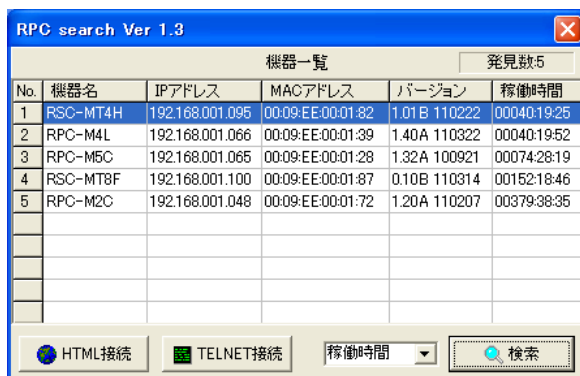 RPC search Ver 1.3
機器一覧 発見数:5
No. 機器名 IPアドレス MACアドレス バージョン 稼働時間
1 RSC-MT4H 192.168.001.095 00:09:EE:00:01:82 1.01B 110222 00040:19:25
2 RPC-M4L 192.168.001.066 00:09:EE:00:01:39 1.40A 110322 00040:19:52
3 RPC-M5C 192.168.001.065 00:09:EE:00:01:28 1.32A 100921 00074:28:19
4 RSC-MT8F 192.168.001.100 00:09:EE:00:01:87 0.10B 110314 00152:18:46
5 RPC-M2C 192.168.001.048 00:09:EE:00:01:72 1.20A 110207 00379:38:35
HTML接続 TELNET接続 稼働時間 検索